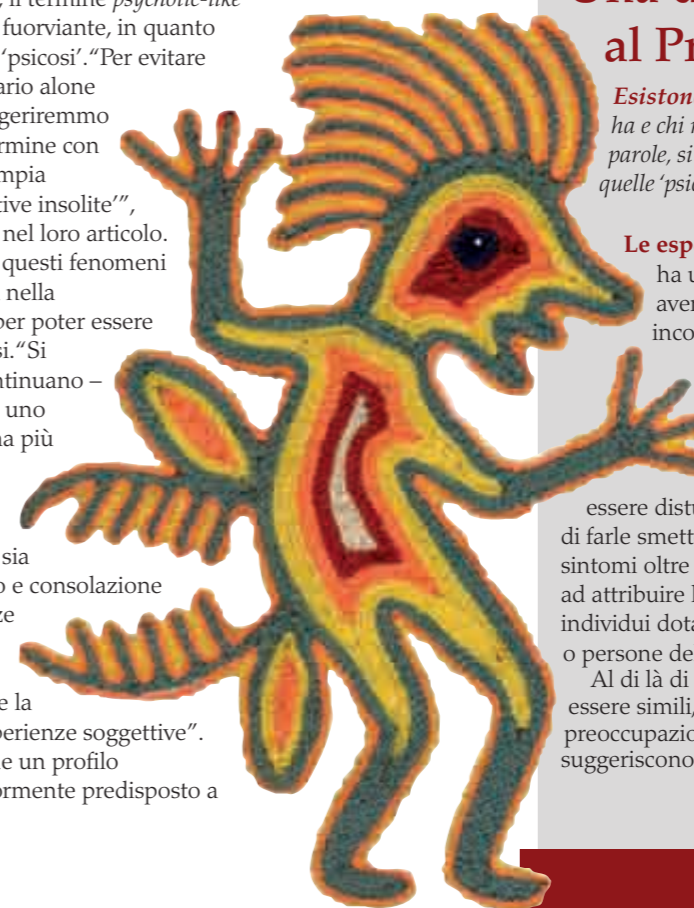 il termine psychotic-like
fuorviante, in quanto
‘psicosi’.“Per evitare
ario alone
geriremmo
rmine con
mpia
tive insolite’”,
nel loro articolo.
questi fenomeni
nella
per poter essere
si.“Si
ntinuano –
uno
na più
sia
o e consolazione
ze
e la
perienze soggettive”.
e un profilo
ormente predisposto a
al Pr
Esiston
ha e chi r
parole, si
quelle ‘psic
Le esp
ha u
aver
inco
essere distu
di farle smett
sintomi oltre
ad attribuire l
individui dota
o persone de
Al di là di
essere simili,
preoccupazio
suggeriscono